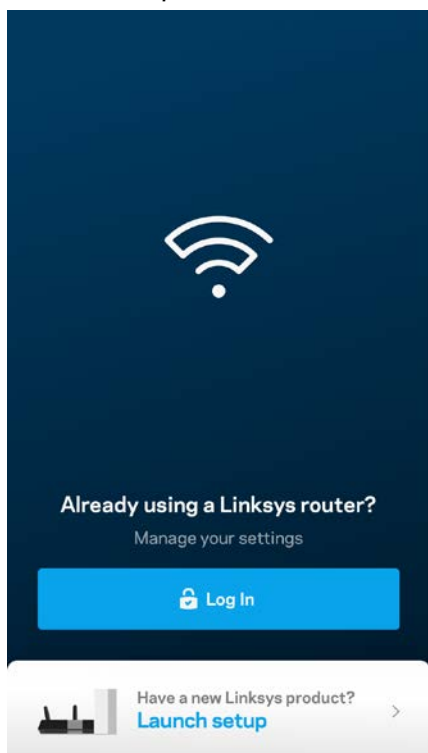 Already using a Linksys router?
Manage your settings
Log In
Have a new Linksys product?
Launch setup